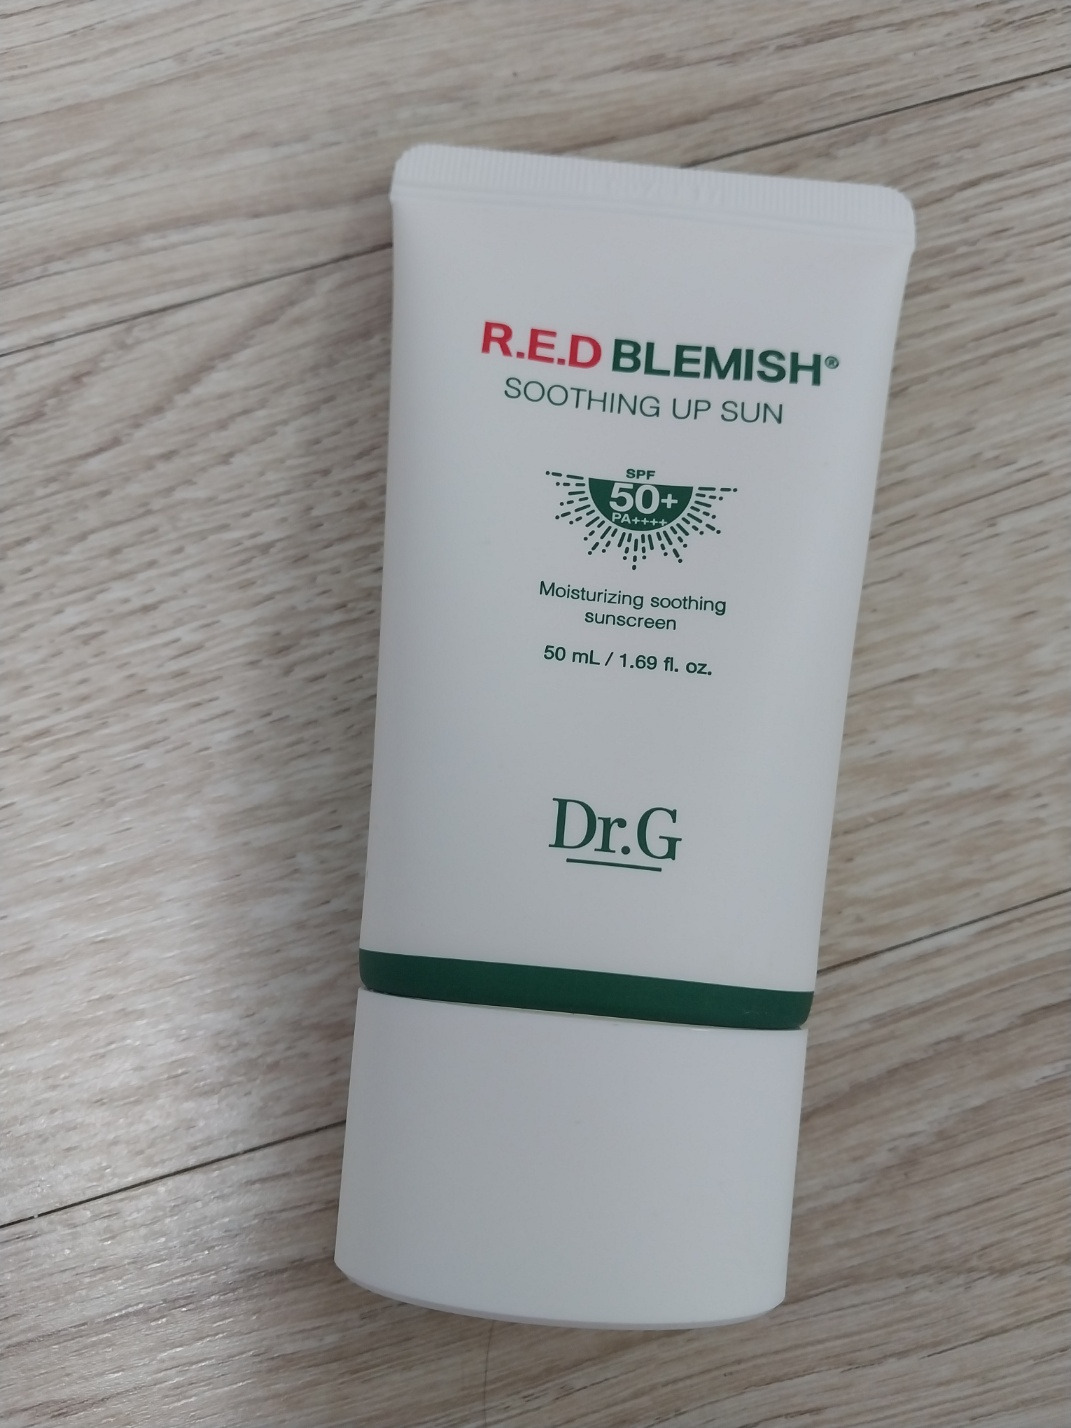 R.E.D BLEMISH®
SOOTHING UP SUN
SPF
50+
PA++++
Moisturizing soothing
sunscreen
50 mL / 1.69 fl. oz.
Dr.G